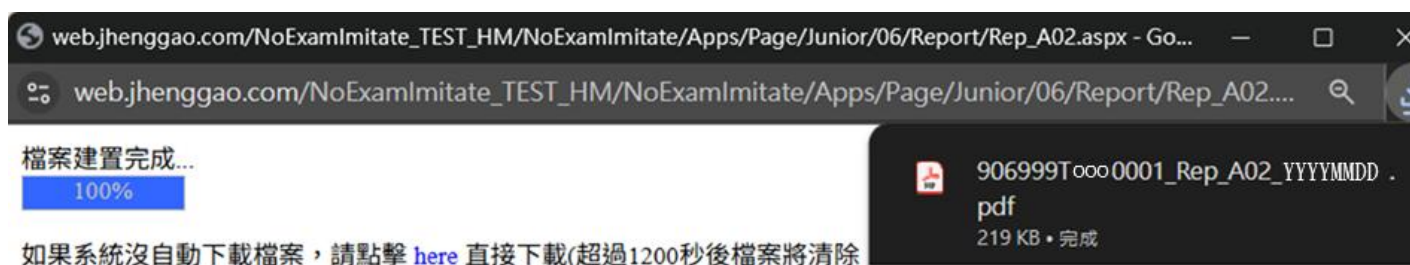 web.jhenggao.com/NoExamImitate_TEST_HM/NoExamImitate/Apps/Page/Junior/06/Report/Rep_A02.aspx - Go...
web.jhenggao.com/NoExamImitate_TEST_HM/NoExamImitate/Apps/Page/Junior/06/Report/Rep_A02....
檔案建置完成...
100%
如果系統沒自動下載檔案，請點擊 here 直接下載(超過1200秒後檔案將清除
906999Tooo0001_Rep_A02_YYYYMMDD.
pdf
219 KB • 完成